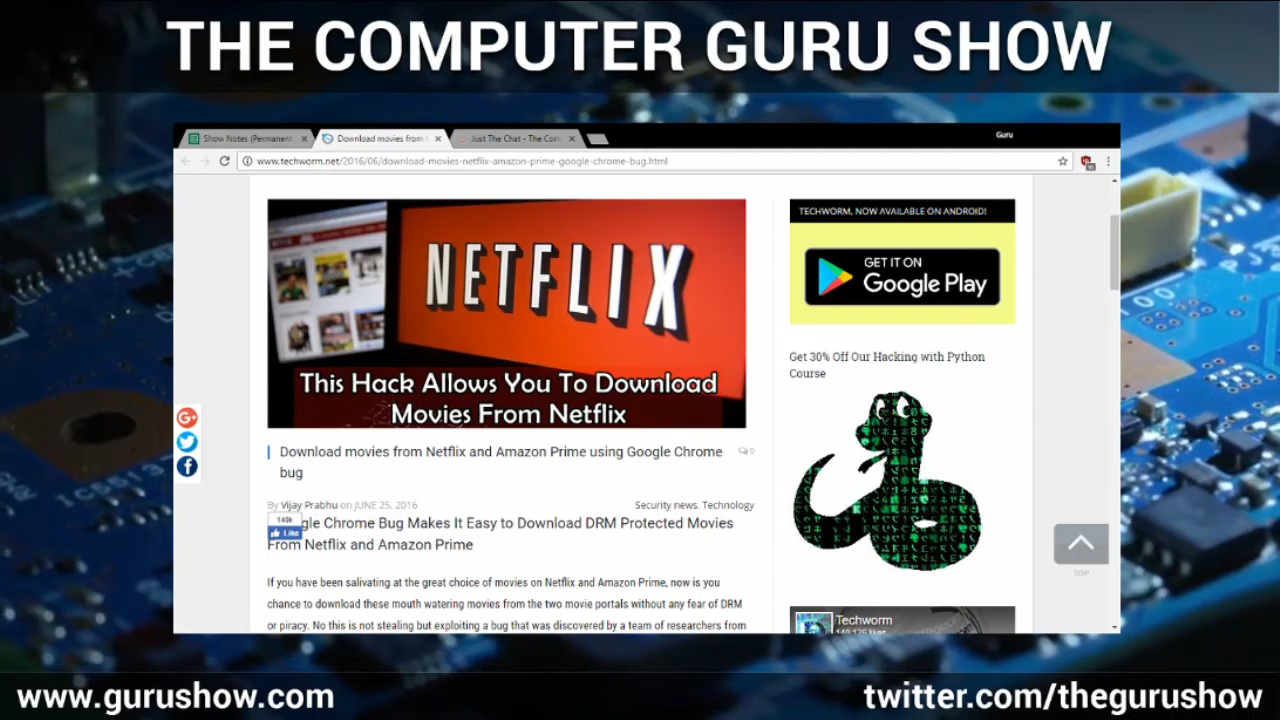 THE COMPUTER GURU SHOW
Show Notes (Permanent
Download movies from
Just The Chat - The Com
Guru
www.techworm.net/2016/06/download-movies-netflix-amazon-prime-google-chrome-bug.html
NETFLIX
This Hack Allows You To Download
Movies From Netflix
Download movies from Netflix and Amazon Prime using Google Chrome
bug
0
By Vijay Prabhu on JUNE 25, 2016
Security news, Technology
140k
Like
gle Chrome Bug Makes It Easy to Download DRM Protected Movies
From Netflix and Amazon Prime
If you have been salivating at the great choice of movies on Netflix and Amazon Prime, now is you
chance to download these mouth watering movies from the two movie portals without any fear of DRM
or piracy. No this is not stealing but exploiting a bug that was discovered by a team of researchers from
TECHWORM, NOW AVAILABLE ON ANDROID!
GET IT ON
Google Play
Get 30% Off Our Hacking with Python
Course
TOP
Techworm
www.gurushow.com
twitter.com/thegurushow